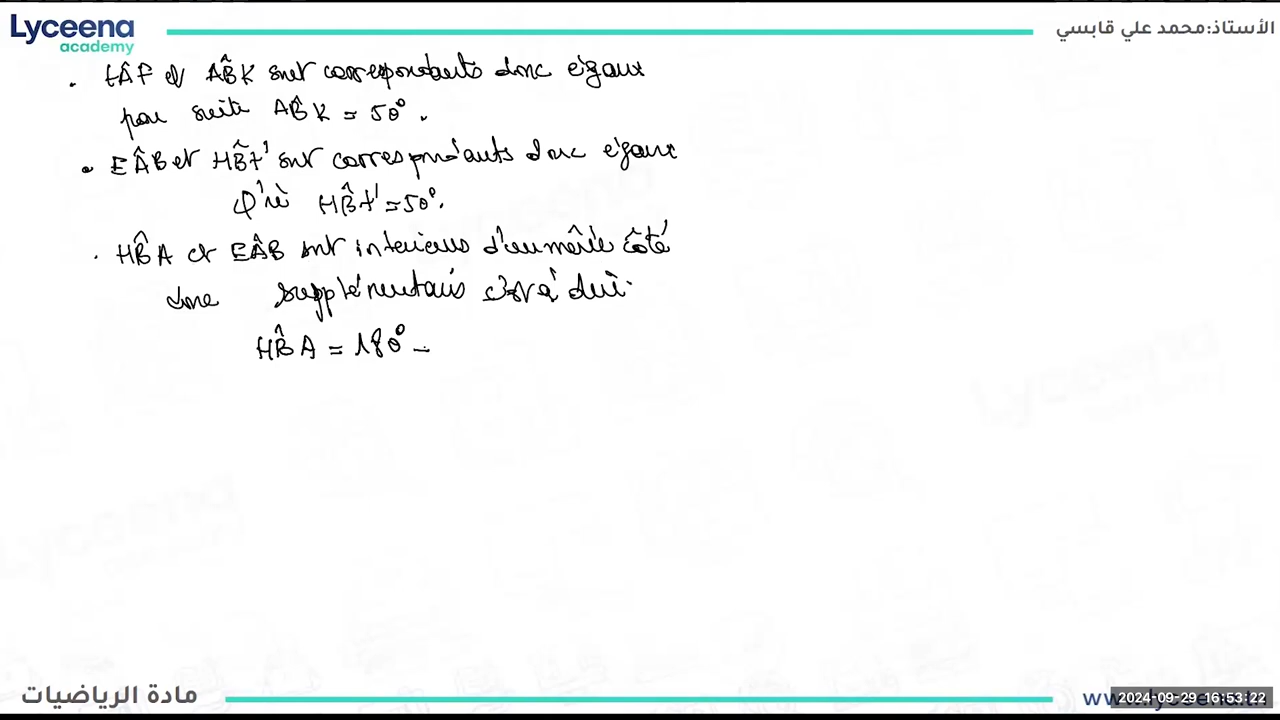 Lyceena
academy
الأستاذ:محمد علي قابسي
. tÂF et AB̂K sont correspondants donc égaux
par suite AB̂K = 50°.
• EÂB et HB̂t' sont correspondants donc égaux
D'où HB̂t' = 50°.
. HB̂A et EÂB sont intérieurs d'un même côté
donc supplémentaires c'est à dire
HB̂A = 180° -
مادة الرياضيات
2024-09-29 16:53:22